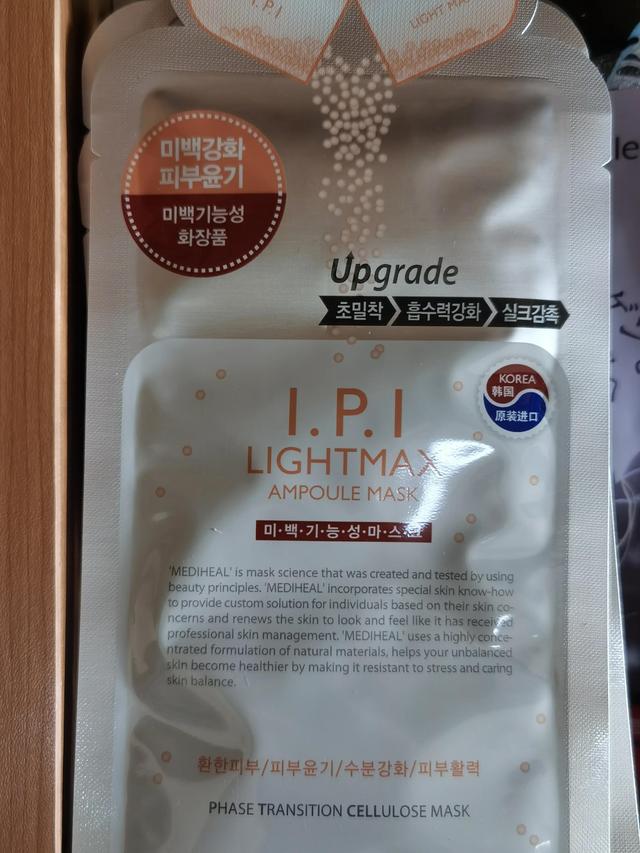 I.P.I
LIGHT MA
미백강화
피부윤기
미백기능성
화장품
Upgrade
초밀착 흡수력강화 실크감촉
I.P.I
LIGHTMAX
AMPOULE MASK
KOREA
韩国
原装进口
미·백·기·능·성·마·스·크
'MEDIHEAL' is mask science that was created and tested by using
beauty principles. 'MEDIHEAL' incorporates special skin know-how
to provide custom solution for individuals based on their skin co-
ncerns and renews the skin to look and feel like it has received
professional skin management. 'MEDIHEAL' uses a highly conce-
ntrated formulation of natural materials, helps your unbalanced
skin become healthier by making it resistant to stress and caring
skin balance.
환한피부/피부윤기/수분강화/피부활력
PHASE TRANSITION CELLULOSE MASK
le